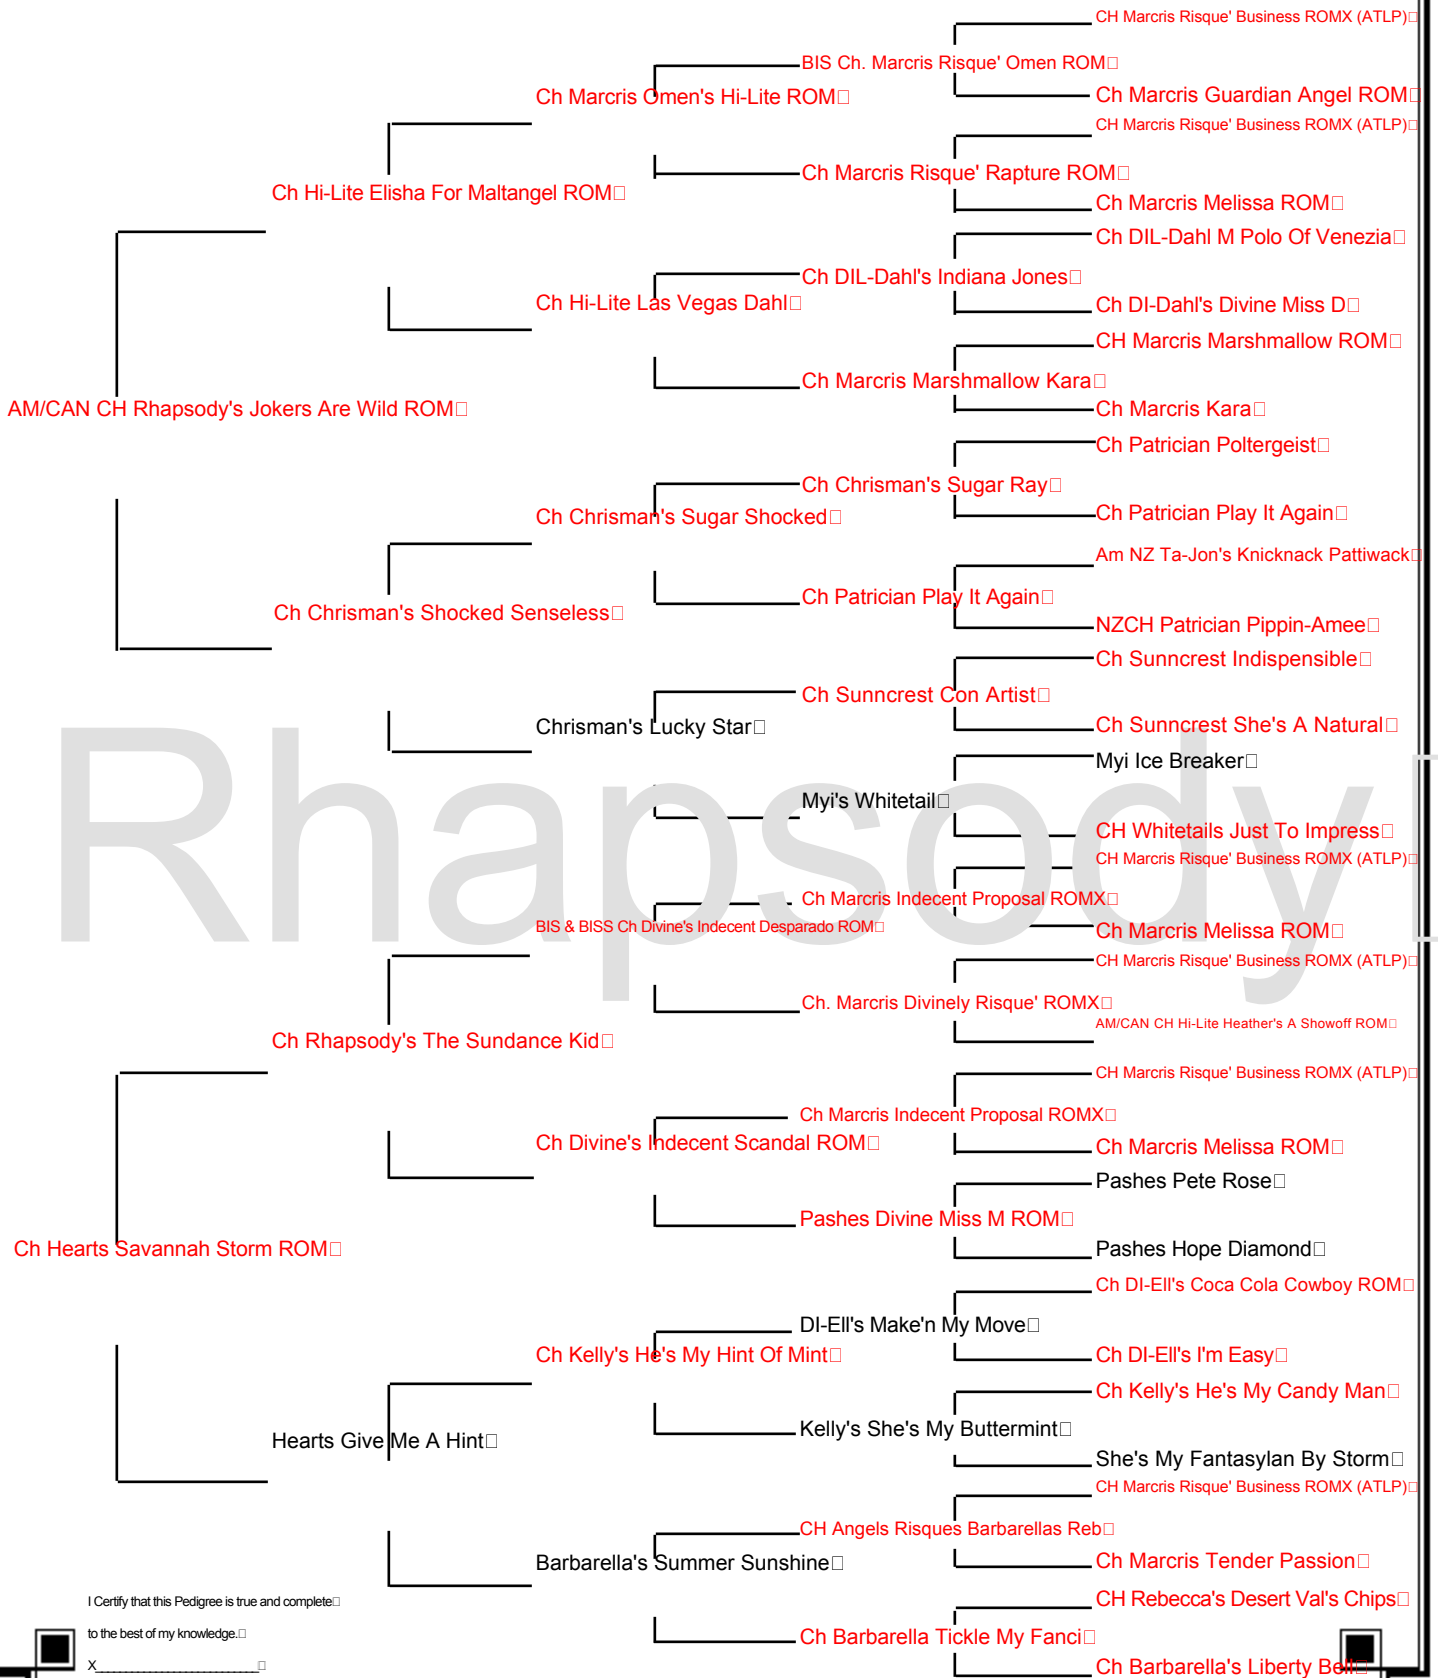 CH Marcris Risque' Business ROMX (ATLP)
BIS Ch. Marcris Risque' Omen ROM
Ch Marcris Omen's Hi-Lite ROM
Ch Marcris Guardian Angel ROM
CH Marcris Risque' Business ROMX (ATLP)
Ch Marcris Risque' Rapture ROM
Ch Hi-Lite Elisha For Maltangel ROM
Ch Marcris Melissa ROM
Ch DIL-Dahl M Polo Of Venezia
Ch DIL-Dahl's Indiana Jones
Ch Hi-Lite Las Vegas Dahl
Ch DI-Dahl's Divine Miss D
CH Marcris Marshmallow ROM
Ch Marcris Marshmallow Kara
AM/CAN CH Rhapsody's Jokers Are Wild ROM
Ch Marcris Kara
Ch Patrician Poltergeist
Ch Chrisman's Sugar Ray
Ch Chrisman's Sugar Shocked
Ch Patrician Play It Again
Am NZ Ta-Jon's Knicknack Pattiwack
Ch Patrician Play It Again
Ch Chrisman's Shocked Senseless
NZCH Patrician Pippin-Amee
Ch Sunncrest Indispensible
Ch Sunncrest Con Artist
Chrisman's Lucky Star
Ch Sunncrest She's A Natural
Myi Ice Breaker
Myi's Whitetail
CH Whitetails Just To Impress
Rhapsody
CH Marcris Risque' Business ROMX (ATLP)
Ch Marcris Indecent Proposal ROMX
BIS & BISS Ch Divine's Indecent Desparado ROM
Ch Marcris Melissa ROM
CH Marcris Risque' Business ROMX (ATLP)
Ch. Marcris Divinely Risque' ROMX
AM/CAN CH Hi-Lite Heather's A Showoff ROM
Ch Rhapsody's The Sundance Kid
CH Marcris Risque' Business ROMX (ATLP)
Ch Marcris Indecent Proposal ROMX
Ch Divine's Indecent Scandal ROM
Ch Marcris Melissa ROM
Pashes Pete Rose
Pashes Divine Miss M ROM
Ch Hearts Savannah Storm ROM
Pashes Hope Diamond
Ch DI-Ell's Coca Cola Cowboy ROM
DI-Ell's Make'n My Move
Ch Kelly's He's My Hint Of Mint
Ch DI-Ell's I'm Easy
Ch Kelly's He's My Candy Man
Kelly's She's My Buttermint
Hearts Give Me A Hint
She's My Fantasylan By Storm
CH Marcris Risque' Business ROMX (ATLP)
CH Angels Risques Barbarellas Reb
Barbarella's Summer Sunshine
Ch Marcris Tender Passion
CH Rebecca's Desert Val's Chips
I Certify that this Pedigree is true and complete
to the best of my knowledge.
Ch Barbarella Tickle My Fanci
X___________________________
Ch Barbarella's Liberty Bell